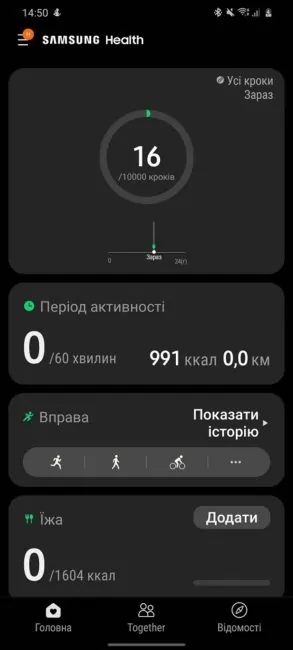 14:50
SAMSUNG Health
Усі кроки
Зараз
16
/10000 кроків
Зараз
0
24(г)
Період активності
0/60 хвилин 991 ккал 0,0 км
Вправа
Показати
історію
Їжа
Додати
0/1604 ккал
Головна
Together
Відомості